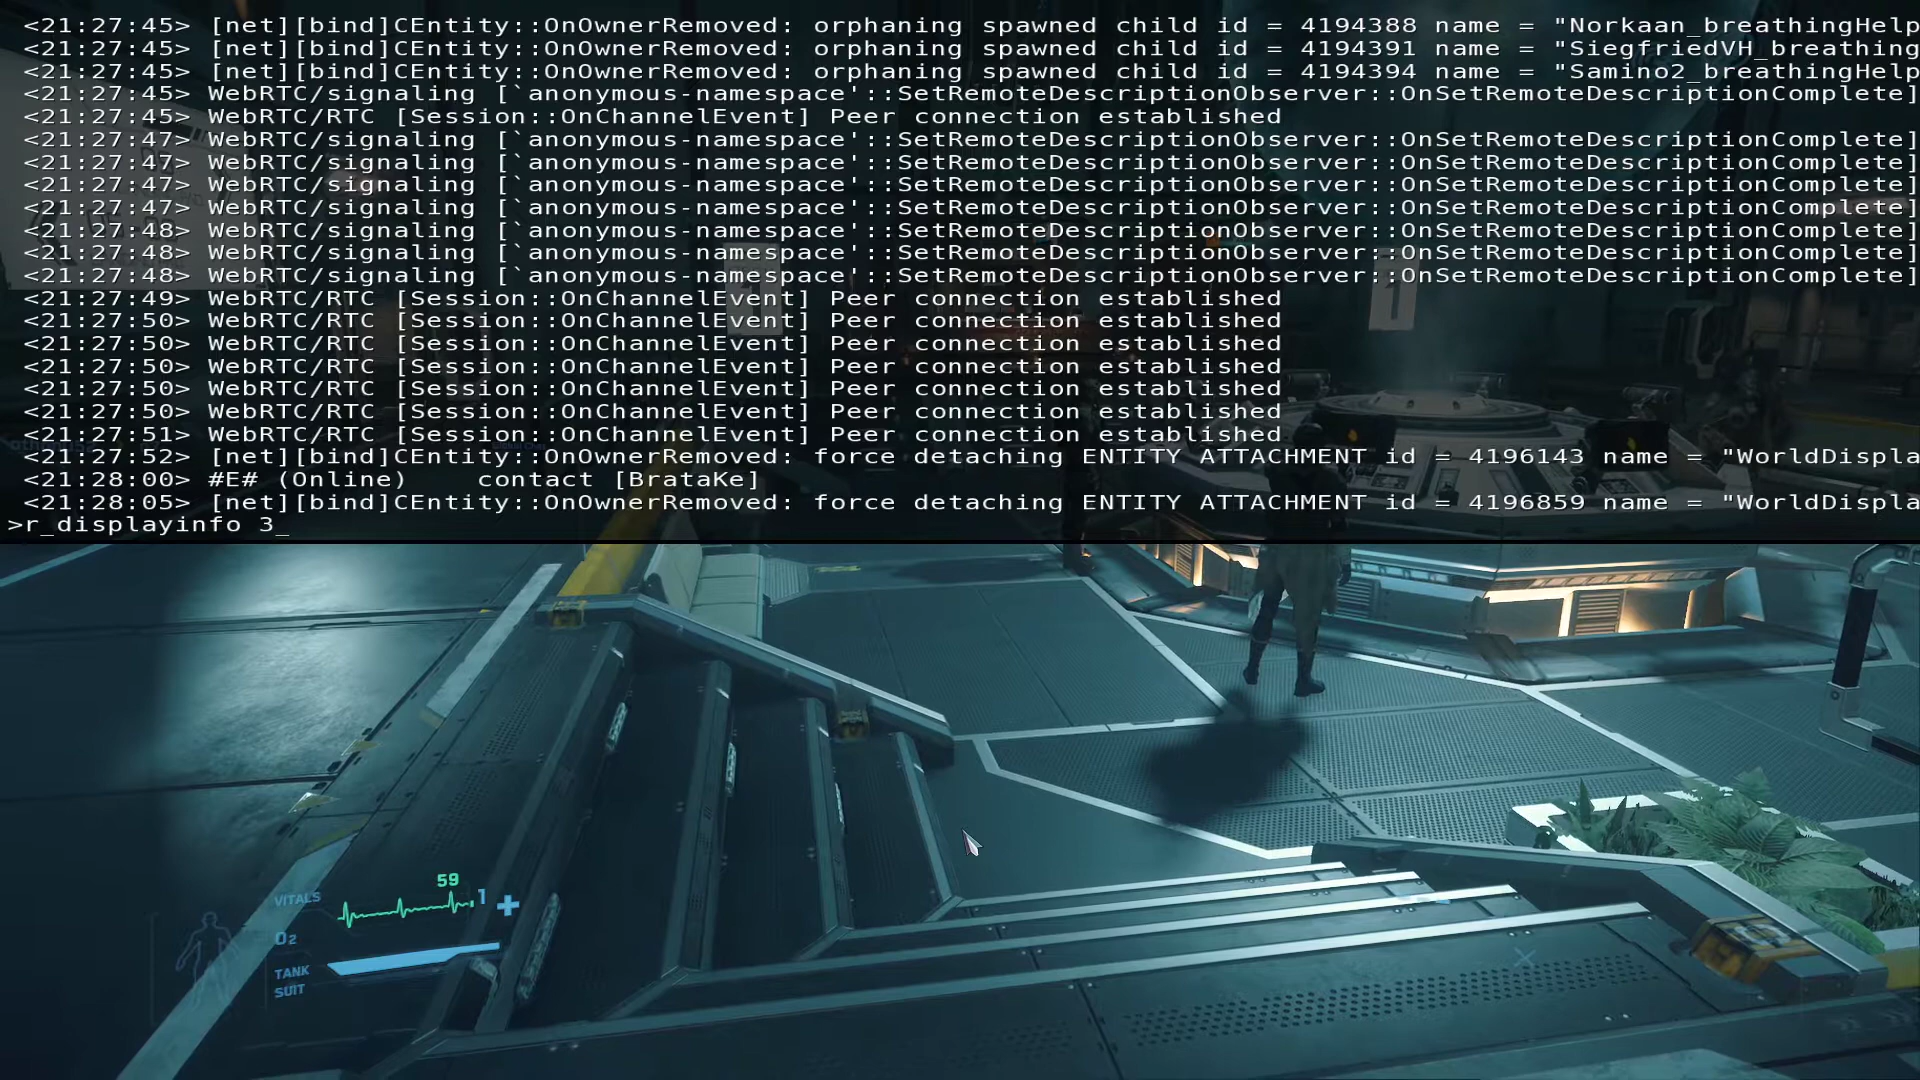 <21:27:45> [net][bind]CEntity::OnOwnerRemoved: orphaning spawned child id = 4194388 name = "Norkaan_breathingHelp
<21:27:45> [net][bind]CEntity::OnOwnerRemoved: orphaning spawned child id = 4194391 name = "SiegfriedVH_breathing
<21:27:45> [net][bind]CEntity::OnOwnerRemoved: orphaning spawned child id = 4194394 name = "Samino2_breathingHelp
<21:27:45> WebRTC/signaling [`anonymous-namespace'::SetRemoteDescriptionObserver::OnSetRemoteDescriptionComplete]
<21:27:45> WebRTC/RTC [Session::OnChannelEvent] Peer connection established
<21:27:47> WebRTC/signaling [`anonymous-namespace'::SetRemoteDescriptionObserver::OnSetRemoteDescriptionComplete]
<21:27:47> WebRTC/signaling [`anonymous-namespace'::SetRemoteDescriptionObserver::OnSetRemoteDescriptionComplete]
<21:27:47> WebRTC/signaling [`anonymous-namespace'::SetRemoteDescriptionObserver::OnSetRemoteDescriptionComplete]
<21:27:47> WebRTC/signaling [`anonymous-namespace'::SetRemoteDescriptionObserver::OnSetRemoteDescriptionComplete]
<21:27:48> WebRTC/signaling [`anonymous-namespace'::SetRemoteDescriptionObserver::OnSetRemoteDescriptionComplete]
<21:27:48> WebRTC/signaling [`anonymous-namespace'::SetRemoteDescriptionObserver::OnSetRemoteDescriptionComplete]
<21:27:48> WebRTC/signaling [`anonymous-namespace'::SetRemoteDescriptionObserver::OnSetRemoteDescriptionComplete]
<21:27:49> WebRTC/RTC [Session::OnChannelEvent] Peer connection established
<21:27:50> WebRTC/RTC [Session::OnChannelEvent] Peer connection established
<21:27:50> WebRTC/RTC [Session::OnChannelEvent] Peer connection established
<21:27:50> WebRTC/RTC [Session::OnChannelEvent] Peer connection established
<21:27:50> WebRTC/RTC [Session::OnChannelEvent] Peer connection established
<21:27:50> WebRTC/RTC [Session::OnChannelEvent] Peer connection established
<21:27:51> WebRTC/RTC [Session::OnChannelEvent] Peer connection established
<21:27:52> [net][bind]CEntity::OnOwnerRemoved: force detaching ENTITY ATTACHMENT id = 4196143 name = "WorldDispla
<21:28:00> #E# (Online)    contact [BrataKe]
<21:28:05> [net][bind]CEntity::OnOwnerRemoved: force detaching ENTITY ATTACHMENT id = 4196859 name = "WorldDispla
>r_displayinfo 3_
1
1
59
VITALS
1
O2
TANK
SUIT